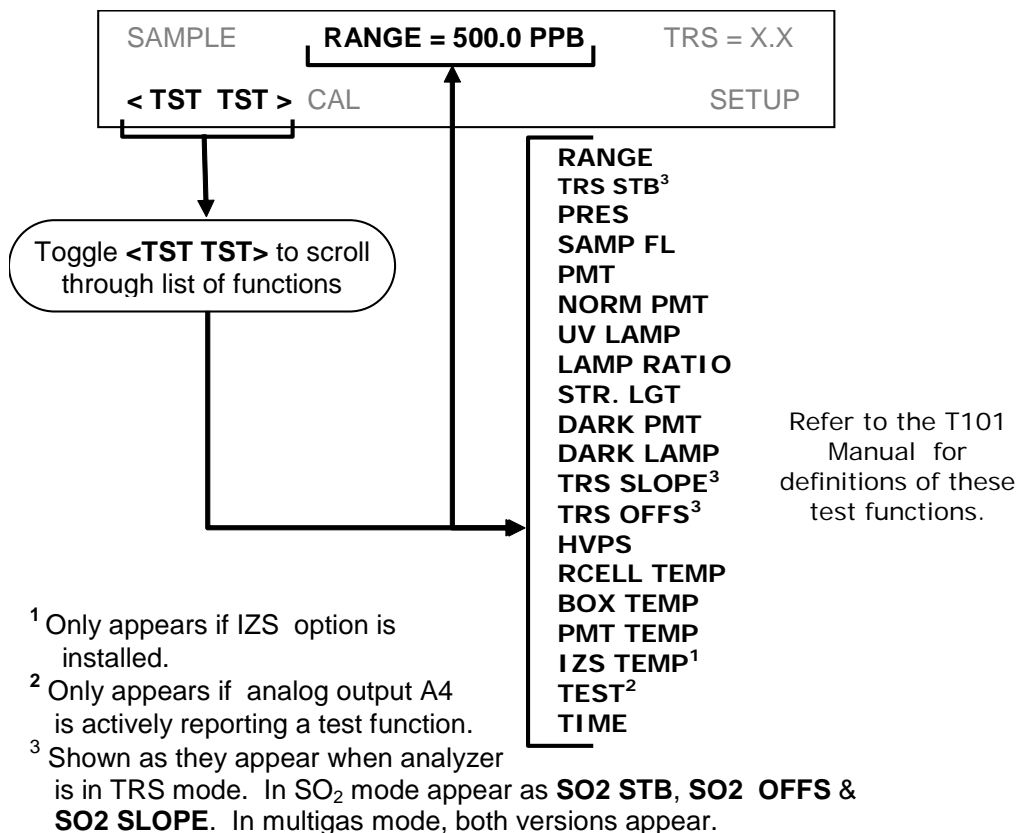 SAMPLE RANGE = 500.0 PPB TRS = X.X
< TST TST > CAL SETUP
Toggle <TST TST> to scroll
through list of functions
RANGE
TRS STB³
PRES
SAMP FL
PMT
NORM PMT
UV LAMP
LAMP RATIO
STR. LGT
DARK PMT
DARK LAMP
TRS SLOPE³
TRS OFFS³
HVPS
RCELL TEMP
BOX TEMP
PMT TEMP
IZS TEMP¹
TEST²
TIME
Refer to the T101
Manual for
definitions of these
test functions.
¹ Only appears if IZS option is
installed.
² Only appears if analog output A4
is actively reporting a test function.
³ Shown as they appear when analyzer
is in TRS mode. In SO₂ mode appear as SO2 STB, SO2 OFFS &
SO2 SLOPE. In multigas mode, both versions appear.